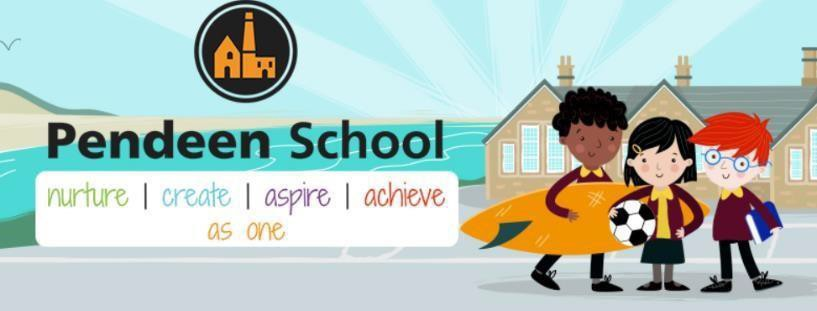 Pendeen School
nurture | create | aspire | achieve
as one